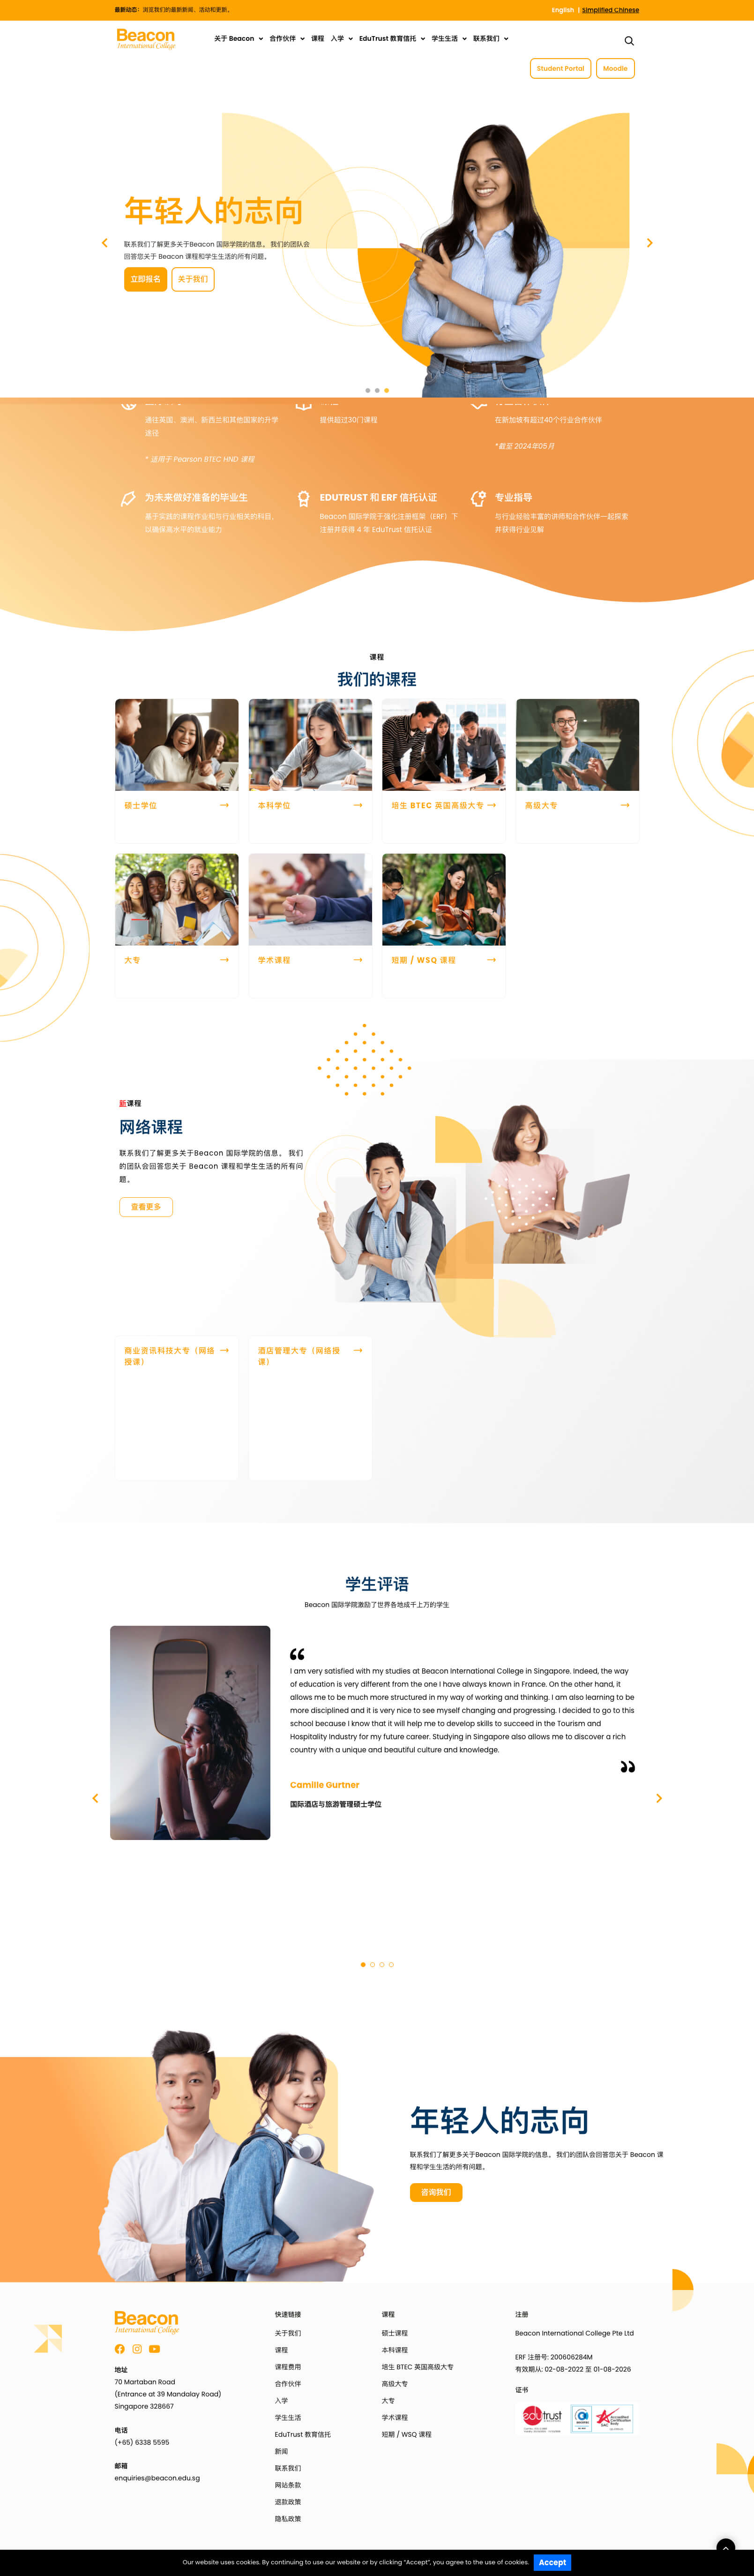 最新动态：浏览我们的最新新闻、活动和更新。
English | Simplified Chinese
Beacon
International College
关于 Beacon 合作伙伴 课程 入学 EduTrust 教育信托 学生生活 联系我们
Student Portal Moodle
年轻人的志向
联系我们了解更多关于Beacon 国际学院的信息。 我们的团队会
回答您关于 Beacon 课程和学生生活的所有问题。
立即报名 关于我们
通往英国、澳洲、新西兰和其他国家的升学
途径
* 适用于 Pearson BTEC HND 课程
提供超过30门课程
在新加坡有超过40个行业合作伙伴
*截至 2024年05月
为未来做好准备的毕业生
基于实践的课程作业和与行业相关的科目，
以确保高水平的就业能力
EDUTRUST 和 ERF 信托认证
Beacon 国际学院于强化注册框架（ERF）下
注册并获得 4 年 EduTrust 信托认证
专业指导
与行业经验丰富的讲师和合作伙伴一起探索
并获得行业见解
课程
我们的课程
硕士学位
本科学位
培生 BTEC 英国高级大专
高级大专
大专
学术课程
短期 / WSQ 课程
新课程
网络课程
联系我们了解更多关于Beacon 国际学院的信息。 我们
的团队会回答您关于 Beacon 课程和学生生活的所有问
题。
查看更多
商业资讯科技大专（网络
授课）
酒店管理大专（网络授
课）
学生评语
Beacon 国际学院激励了世界各地成千上万的学生
I am very satisfied with my studies at Beacon International College in Singapore. Indeed, the way
of education is very different from the one I have always known in France. On the other hand, it
allows me to be much more structured in my way of working and thinking. I am also learning to be
more disciplined and it is very nice to see myself changing and progressing. I decided to go to this
school because I know that it will help me to develop skills to succeed in the Tourism and
Hospitality Industry for my future career. Studying in Singapore also allows me to discover a rich
country with a unique and beautiful culture and knowledge.
Camille Gurtner
国际酒店与旅游管理硕士学位
年轻人的志向
联系我们了解更多关于Beacon 国际学院的信息。 我们的团队会回答您关于 Beacon 课
程和学生生活的所有问题。
咨询我们
Beacon
International College
地址
70 Martaban Road
(Entrance at 39 Mandalay Road)
Singapore 328667
电话
(+65) 6338 5595
邮箱
enquiries@beacon.edu.sg
快速链接
关于我们
课程
课程费用
合作伙伴
入学
学生生活
EduTrust 教育信托
新闻
联系我们
网站条款
退款政策
隐私政策
课程
硕士课程
本科课程
培生 BTEC 英国高级大专
高级大专
大专
学术课程
短期 / WSQ 课程
注册
Beacon International College Pte Ltd
ERF 注册号: 200606284M
有效期从: 02-08-2022 至 01-08-2026
证书
edutrust
Our website uses cookies. By continuing to use our website or by clicking “Accept”, you agree to the use of cookies. Accept